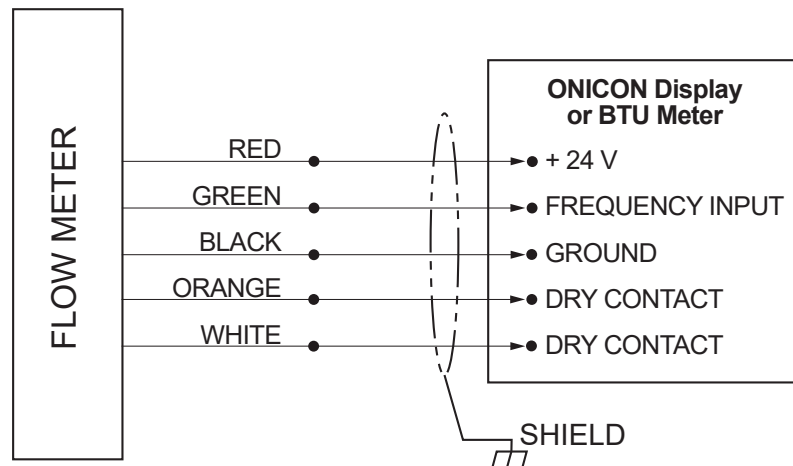 FLOW METER
ONICON Display
or BTU Meter
RED
+ 24 V
GREEN
FREQUENCY INPUT
BLACK
GROUND
ORANGE
DRY CONTACT
WHITE
DRY CONTACT
SHIELD